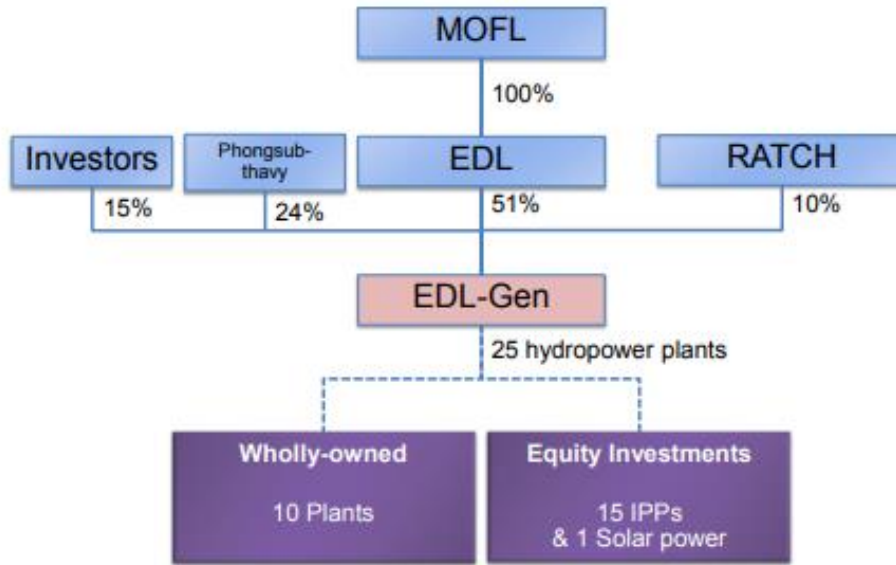 MOFL
100%
Investors
Phongsub-
thavy
EDL
RATCH
15%
24%
51%
10%
EDL-Gen
25 hydropower plants
Wholly-owned
10 Plants
Equity Investments
15 IPPs
& 1 Solar power